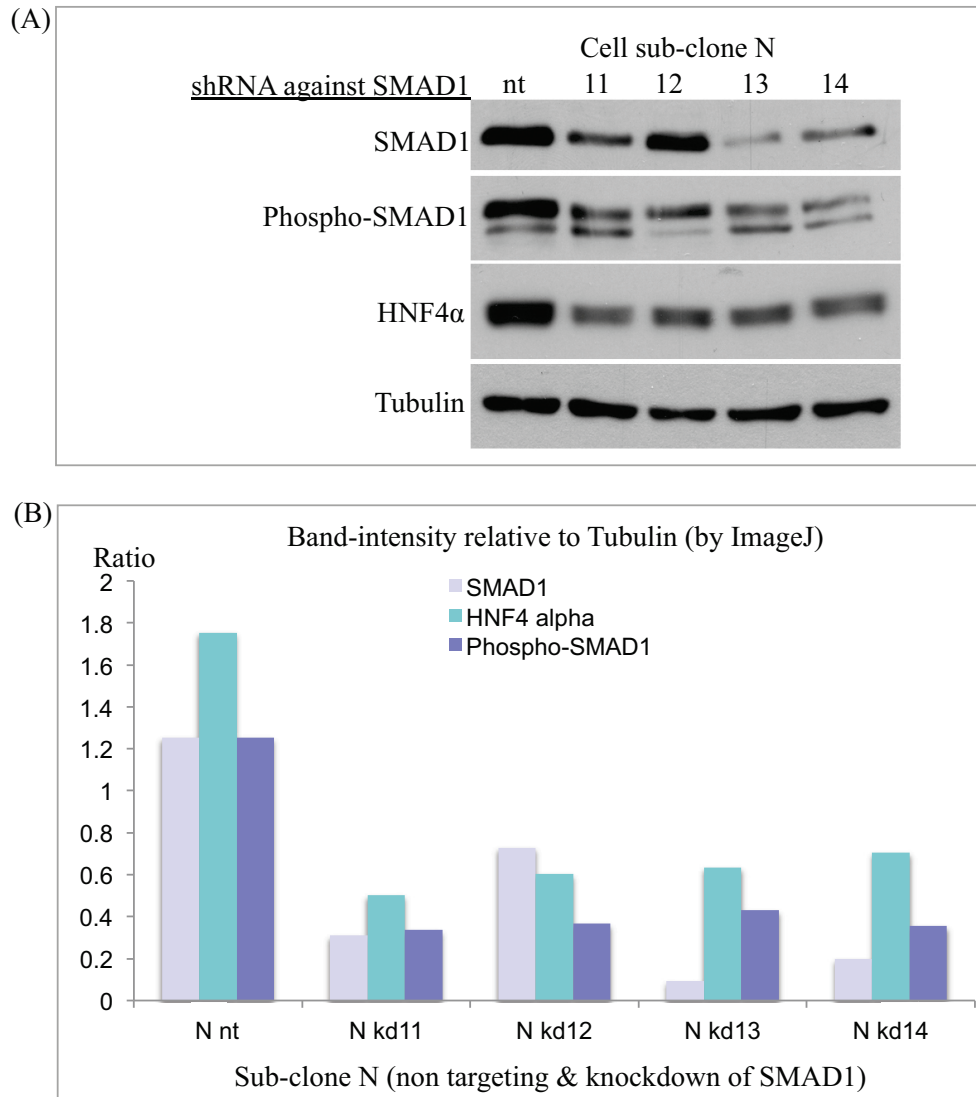 (A)
Cell sub-clone N
shRNA against SMAD1 nt 11 12 13 14
SMAD1
Phospho-SMAD1
HNF4α
Tubulin
(B)
Band-intensity relative to Tubulin (by ImageJ)
Ratio
SMAD1
HNF4 alpha
Phospho-SMAD1
2
1.8
1.6
1.4
1.2
1
0.8
0.6
0.4
0.2
0
N nt N kd11 N kd12 N kd13 N kd14
Sub-clone N (non targeting & knockdown of SMAD1)